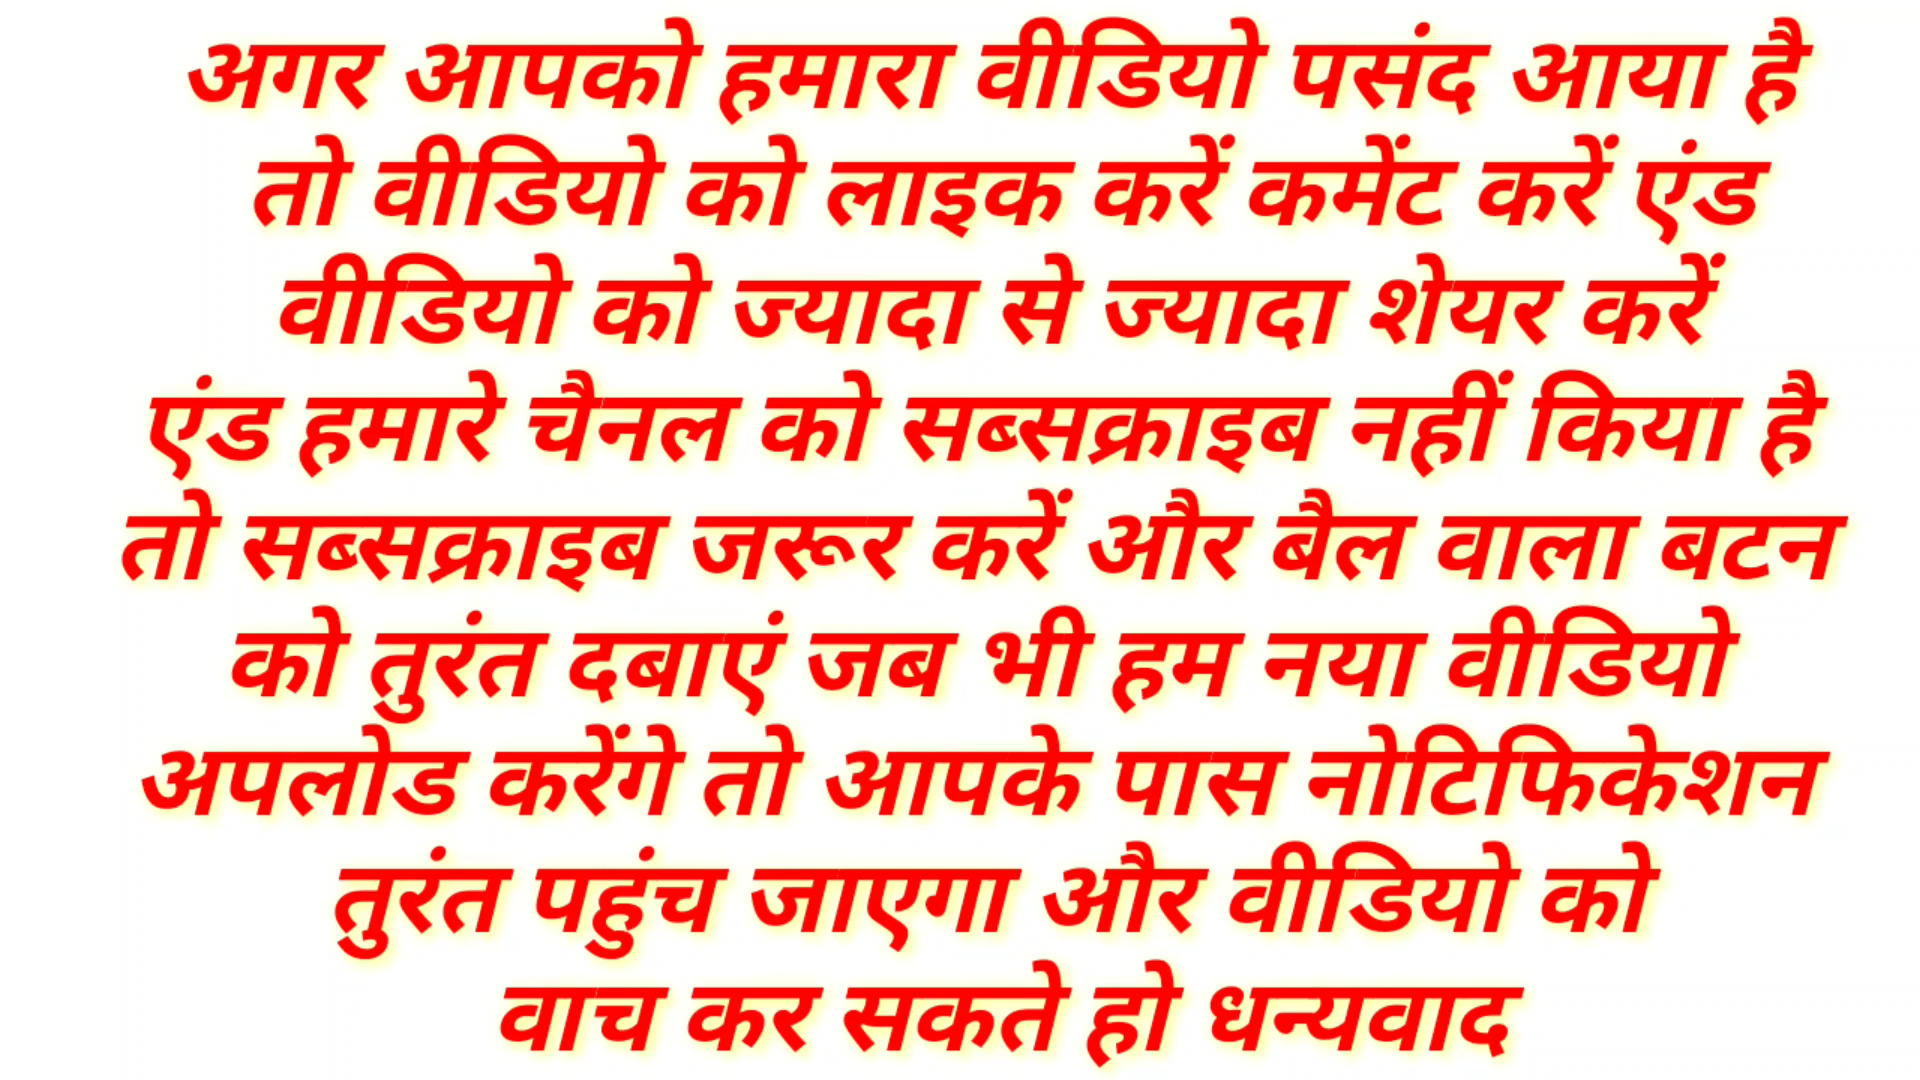 अगर आपको हमारा वीडियो पसंद आया है
तो वीडियो को लाइक करें कमेंट करें एंड
वीडियो को ज्यादा से ज्यादा शेयर करें
एंड हमारे चैनल को सब्सक्राइब नहीं किया है
तो सब्सक्राइब जरूर करें और बैल वाला बटन
को तुरंत दबाएं जब भी हम नया वीडियो
अपलोड करेंगे तो आपके पास नोटिफिकेशन
तुरंत पहुंच जाएगा और वीडियो को
वाच कर सकते हो धन्यवाद